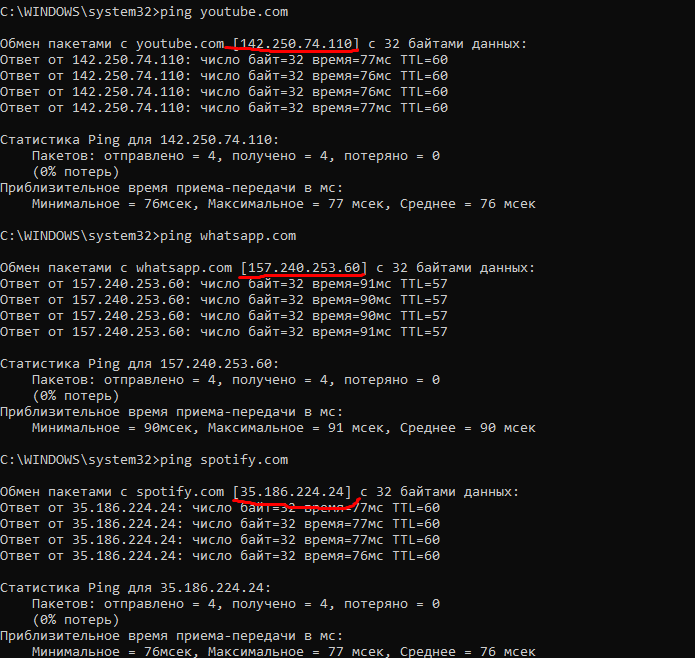 C:\WINDOWS\system32>ping youtube.com
Обмен пакетами с youtube.com [142.250.74.110] с 32 байтами данных:
Ответ от 142.250.74.110: число байт=32 время=77мс TTL=60
Ответ от 142.250.74.110: число байт=32 время=76мс TTL=60
Ответ от 142.250.74.110: число байт=32 время=76мс TTL=60
Ответ от 142.250.74.110: число байт=32 время=77мс TTL=60
Статистика Ping для 142.250.74.110:
Пакетов: отправлено = 4, получено = 4, потеряно = 0
(0% потерь)
Приблизительное время приема-передачи в мс:
Минимальное = 76мсек, Максимальное = 77 мсек, Среднее = 76 мсек
C:\WINDOWS\system32>ping whatsapp.com
Обмен пакетами с whatsapp.com [157.240.253.60] с 32 байтами данных:
Ответ от 157.240.253.60: число байт=32 время=91мс TTL=57
Ответ от 157.240.253.60: число байт=32 время=90мс TTL=57
Ответ от 157.240.253.60: число байт=32 время=90мс TTL=57
Ответ от 157.240.253.60: число байт=32 время=91мс TTL=57
Статистика Ping для 157.240.253.60:
Пакетов: отправлено = 4, получено = 4, потеряно = 0
(0% потерь)
Приблизительное время приема-передачи в мс:
Минимальное = 90мсек, Максимальное = 91 мсек, Среднее = 90 мсек
C:\WINDOWS\system32>ping spotify.com
Обмен пакетами с spotify.com [35.186.224.24] с 32 байтами данных:
Ответ от 35.186.224.24: число байт=32 время=77мс TTL=60
Ответ от 35.186.224.24: число байт=32 время=77мс TTL=60
Ответ от 35.186.224.24: число байт=32 время=77мс TTL=60
Ответ от 35.186.224.24: число байт=32 время=76мс TTL=60
Статистика Ping для 35.186.224.24:
Пакетов: отправлено = 4, получено = 4, потеряно = 0
(0% потерь)
Приблизительное время приема-передачи в мс:
Минимальное = 76мсек, Максимальное = 77 мсек, Среднее = 76 мсек